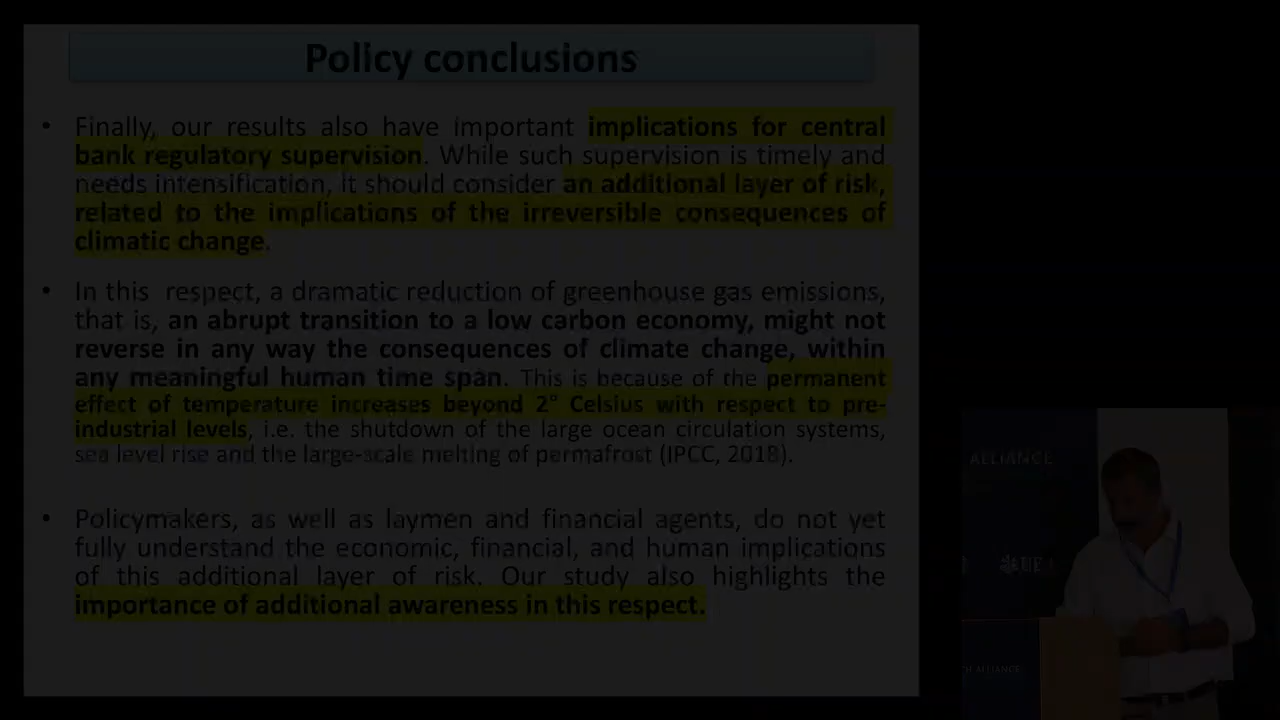 Policy conclusions
• Finally, our results also have important implications for central
bank regulatory supervision. While such supervision is timely and
needs intensification, it should consider an additional layer of risk,
related to the implications of the irreversible consequences of
climatic change.
• In this respect, a dramatic reduction of greenhouse gas emissions,
that is, an abrupt transition to a low carbon economy, might not
reverse in any way the consequences of climate change, within
any meaningful human time span. This is because of the permanent
effect of temperature increases beyond 2° Celsius with respect to pre-
industrial levels, i.e. the shutdown of the large ocean circulation systems,
sea level rise and the large-scale melting of permafrost (IPCC, 2018).
• Policymakers, as well as laymen and financial agents, do not yet
fully understand the economic, financial, and human implications
of this additional layer of risk. Our study also highlights the
importance of additional awareness in this respect.
ALLIANCE
ALLIANCE